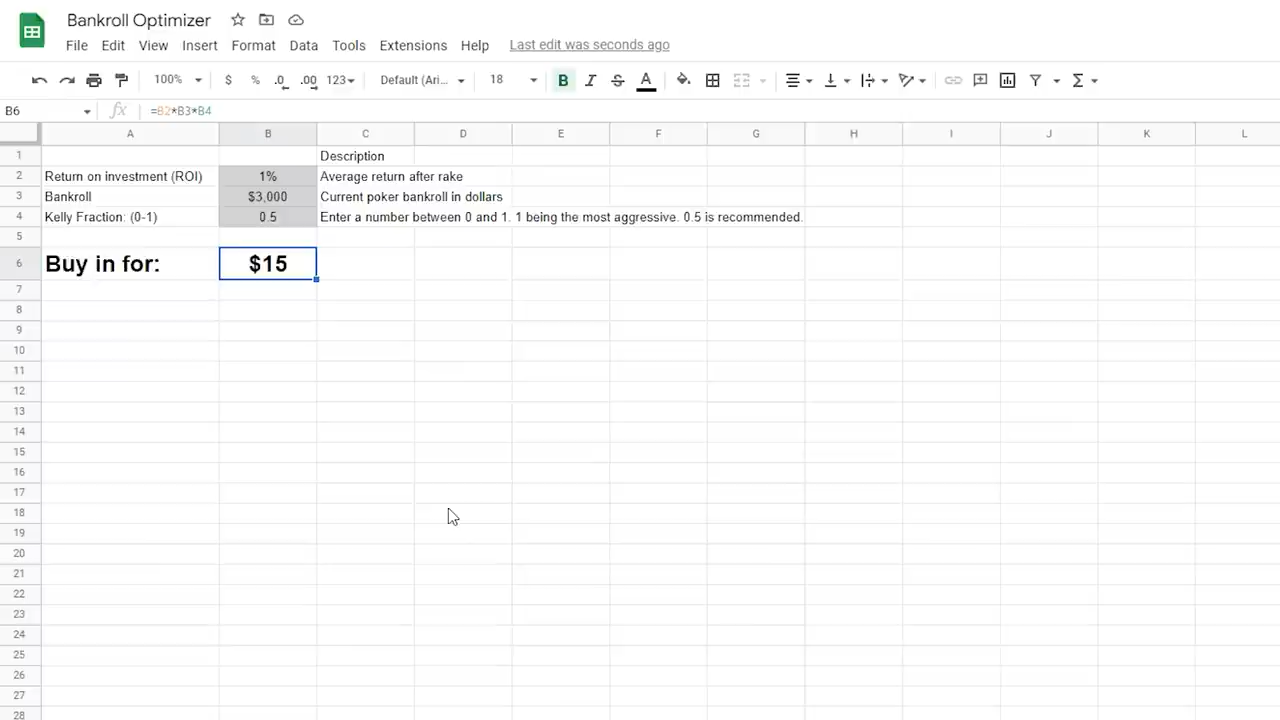 Bankroll Optimizer
File Edit View Insert Format Data Tools Extensions Help Last edit was seconds ago
100% $ % .0 .00 123 Default (Ari... 18 B I S A
B6 fx =B2*B3*B4
A B C D E F G H I J K L
1 Description
2 Return on investment (ROI) 1% Average return after rake
3 Bankroll $3,000 Current poker bankroll in dollars
4 Kelly Fraction: (0-1) 0.5 Enter a number between 0 and 1. 1 being the most aggressive. 0.5 is recommended.
5
6 Buy in for: $15
7
8
9
10
11
12
13
14
15
16
17
18
19
20
21
22
23
24
25
26
27
28